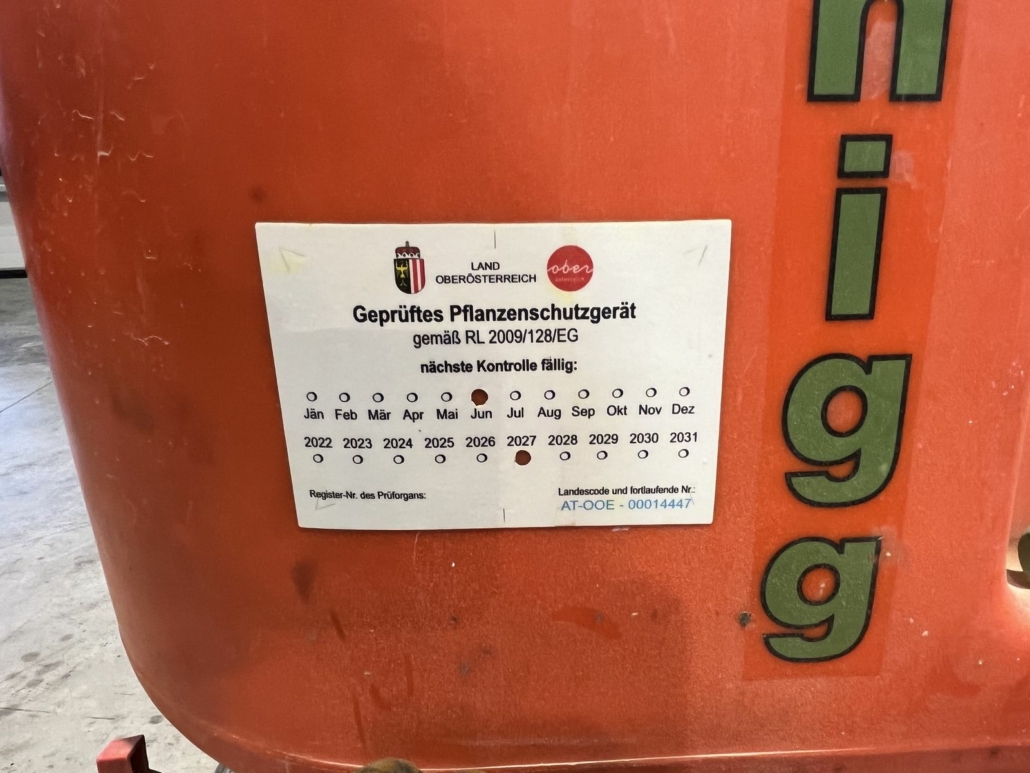 LAND
OBERÖSTERREICH
ober
Geprüftes Pflanzenschutzgerät
gemäß RL 2009/128/EG
nächste Kontrolle fällig:
Jän Feb Mär Apr Mai Jun Jul Aug Sep Okt Nov Dez
2022 2023 2024 2025 2026 2027 2028 2029 2030 2031
Register-Nr. des Prüforgans:
Landescode und fortlaufende Nr.:
AT-OOE - 00014447
nigg